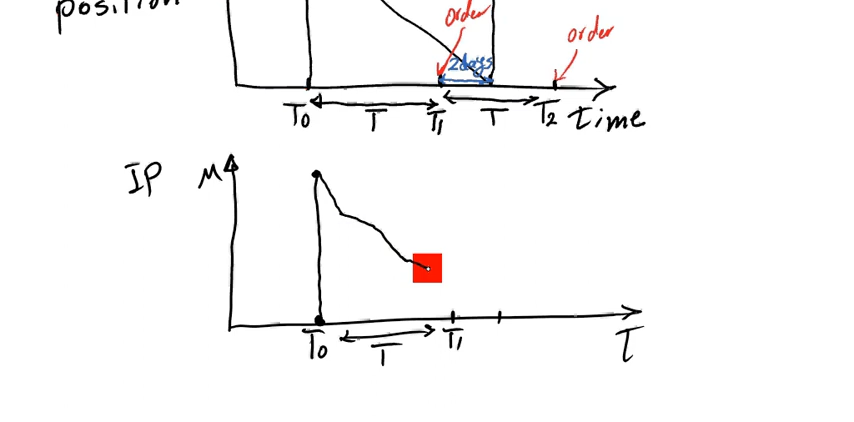 position
order
order
2days
T0 T T1 T T2 time
IP M
T0 T T1 T